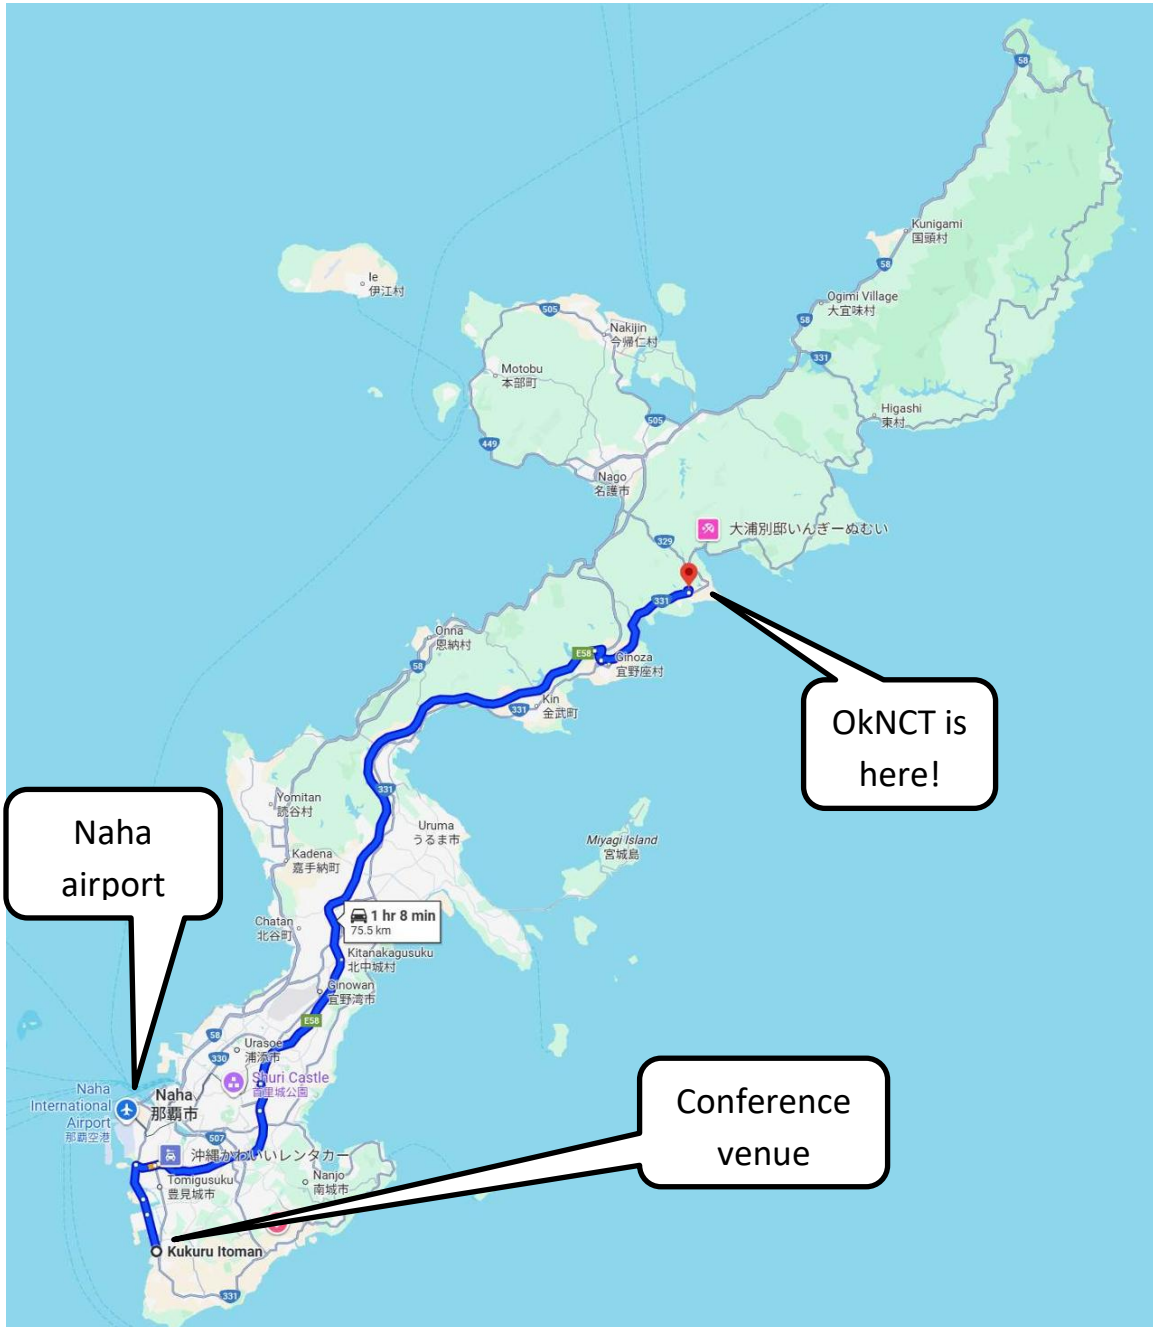 58
Kunigami
国頭村
58
Ie
伊江村
Ogimi Village
大宜味村
505
58
Nakijin
今帰仁村
331
Motobu
本部町
Higashi
東村
505
449
Nago
名護市
大浦別邸いんぎーぬむい
329
331
Onna
恩納村
E58
Ginoza
宜野座村
58
Kin
金武町
331
OkNCT is
here!
331
Yomitan
読谷村
Uruma
うるま市
Miyagi Island
宮城島
Naha
airport
Kadena
嘉手納町
1 hr 8 min
75.5 km
Chatan
北谷町
Kitanakagusuku
北中城村
Ginowan
宜野湾市
E58
58
Urasoe
浦添市
330
Shuri Castle
首里城公園
Conference
venue
Naha
International
Airport
那覇空港
Naha
那覇市
507
沖縄かわいいレンタカー
Tomigusuku
豊見城市
Nanjo
南城市
Kukuru Itoman
331